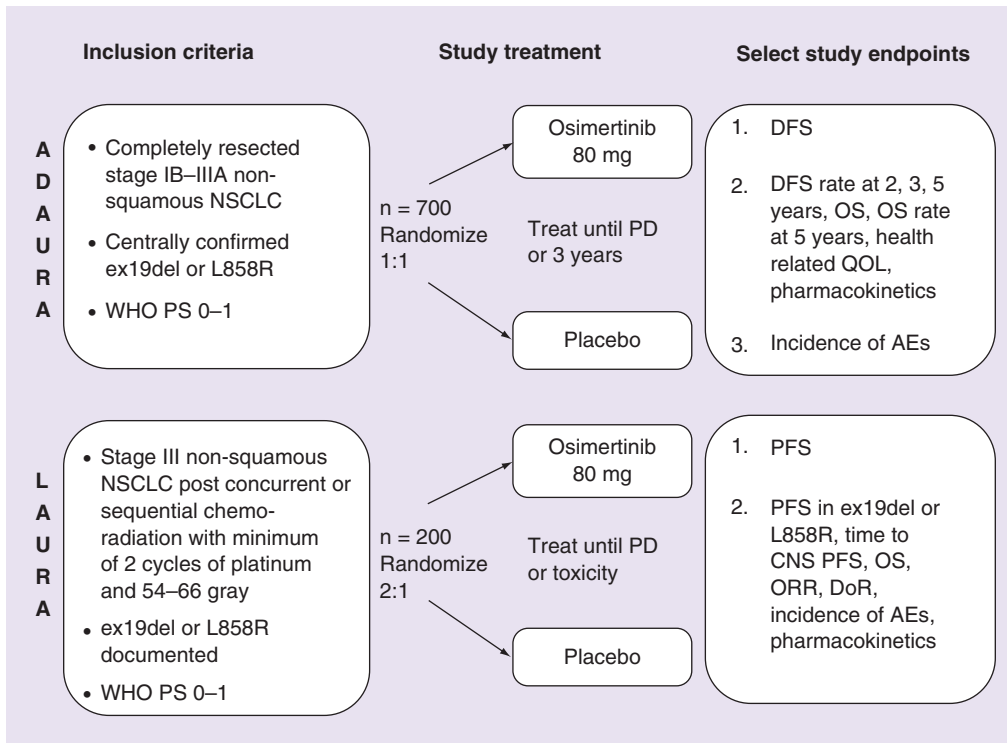 Inclusion criteria
Study treatment
Select study endpoints
A
D
A
U
R
A
• Completely resected
stage IB–IIIA non-
squamous NSCLC
• Centrally confirmed
ex19del or L858R
• WHO PS 0–1
n = 700
Randomize
1:1
Osimertinib
80 mg
Treat until PD
or 3 years
Placebo
1. DFS
2. DFS rate at 2, 3, 5
years, OS, OS rate
at 5 years, health
related QOL,
pharmacokinetics
3. Incidence of AEs
L
A
U
R
A
• Stage III non-squamous
NSCLC post concurrent or
sequential chemo-
radiation with minimum
of 2 cycles of platinum
and 54–66 gray
• ex19del or L858R
documented
• WHO PS 0–1
n = 200
Randomize
2:1
Osimertinib
80 mg
Treat until PD
or toxicity
Placebo
1. PFS
2. PFS in ex19del or
L858R, time to
CNS PFS, OS,
ORR, DoR,
incidence of AEs,
pharmacokinetics